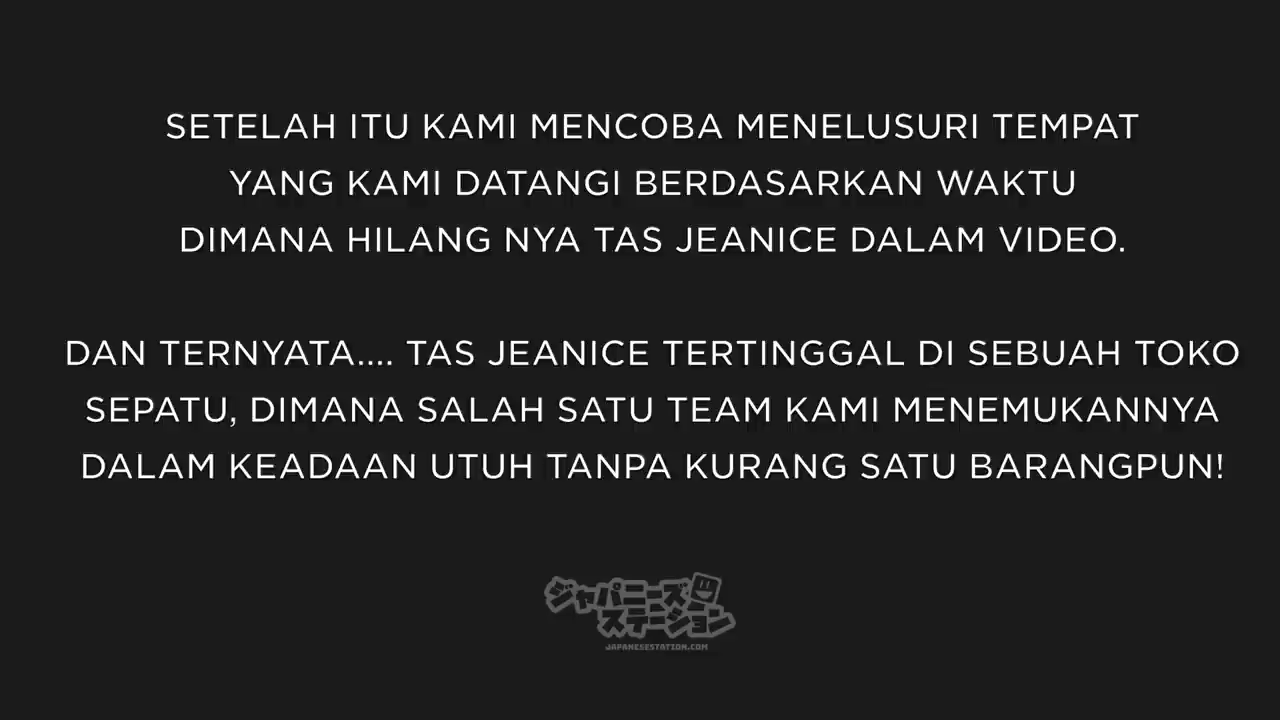 SETELAH ITU KAMI MENCOBA MENELUSURI TEMPAT
YANG KAMI DATANGI BERDASARKAN WAKTU
DIMANA HILANG NYA TAS JEANICE DALAM VIDEO.
DAN TERNYATA.... TAS JEANICE TERTINGGAL DI SEBUAH TOKO
SEPATU, DIMANA SALAH SATU TEAM KAMI MENEMUKANNYA
DALAM KEADAAN UTUH TANPA KURANG SATU BARANGPUN!
ジャパニーズ
ステーション
JAPANESESTATION.COM